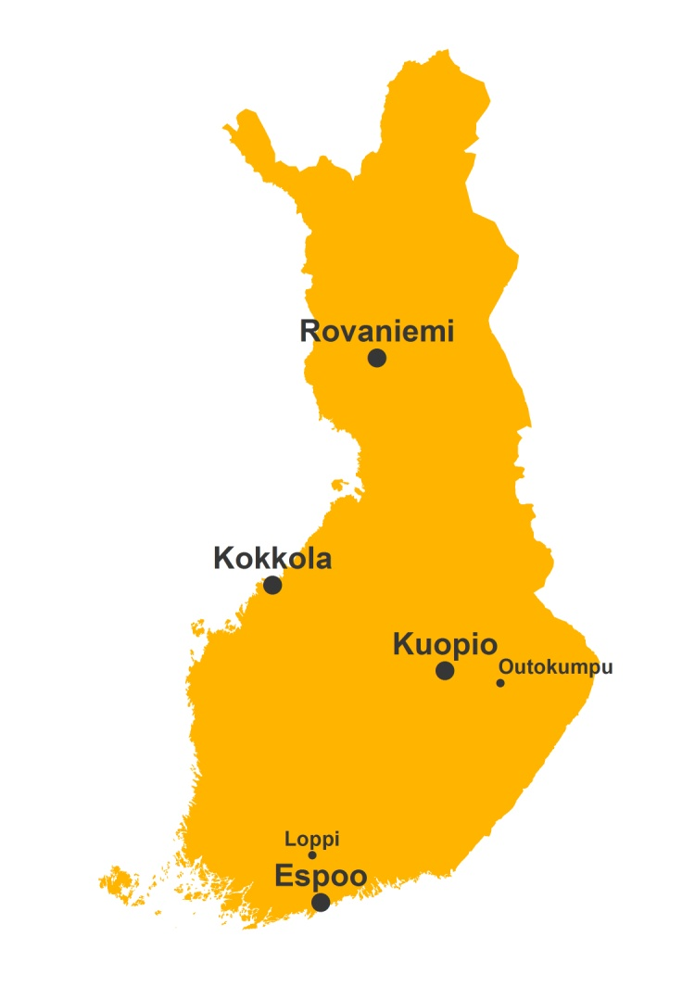 Rovaniemi
Kokkola
Kuopio
Outokumpu
Loppi
Espoo